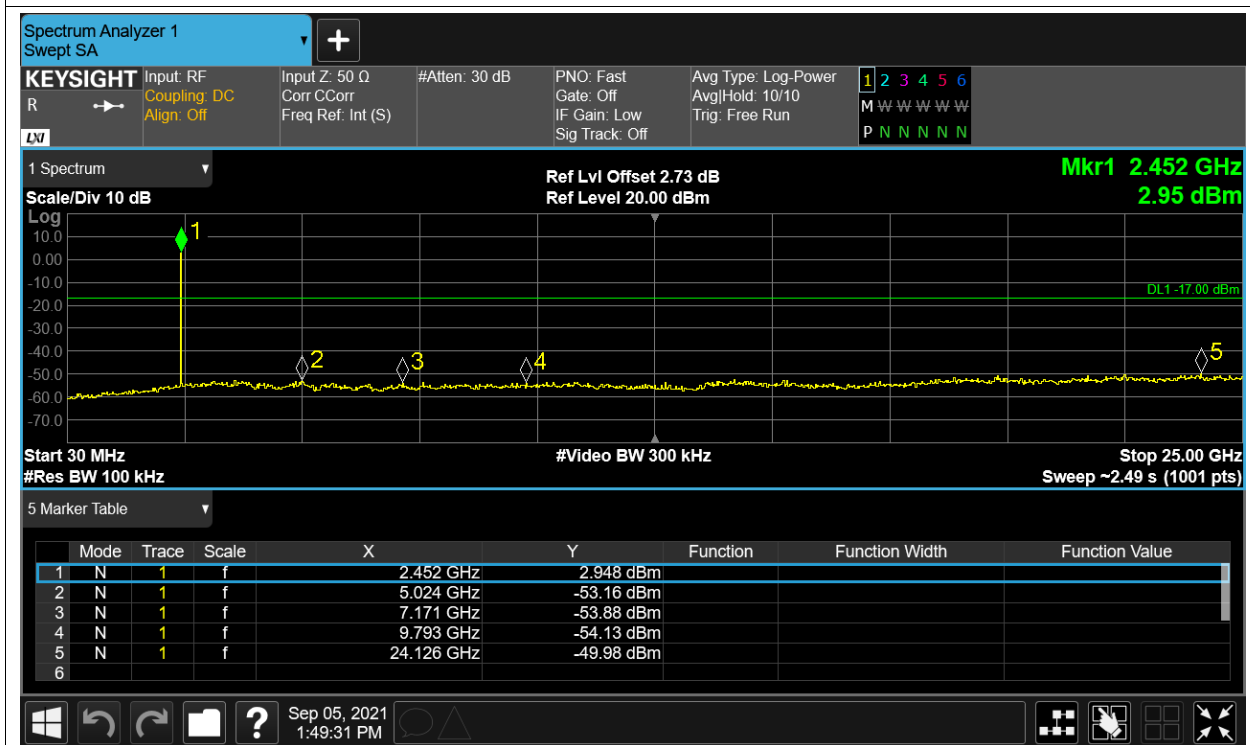 Spectrum Analyzer 1
Swept SA
+
KEYSIGHT Input: RF Input Z: 50 Ω #Atten: 30 dB PNO: Fast Avg Type: Log-Power 1 2 3 4 5 6
R Coupling: DC Corr CCorr Gate: Off Avg|Hold: 10/10 M W W W W W
Align: Off Freq Ref: Int (S) IF Gain: Low Trig: Free Run
LXI Sig Track: Off P N N N N N N
1 Spectrum Ref Lvl Offset 2.73 dB Mkr1 2.452 GHz
Scale/Div 10 dB Ref Level 20.00 dBm 2.95 dBm
Log
10.0 1
0.00
-10.0
DL1 -17.00 dBm
-20.0
-30.0
-40.0 2 3 4 5
-50.0
-60.0
-70.0
Start 30 MHz #Video BW 300 kHz Stop 25.00 GHz
#Res BW 100 kHz Sweep ~2.49 s (1001 pts)
5 Marker Table
Mode Trace Scale X Y Function Function Width Function Value
1 N 1 f 2.452 GHz 2.948 dBm
2 N 1 f 5.024 GHz -53.16 dBm
3 N 1 f 7.171 GHz -53.88 dBm
4 N 1 f 9.793 GHz -54.13 dBm
5 N 1 f 24.126 GHz -49.98 dBm
6
? Sep 05, 2021
1:49:31 PM